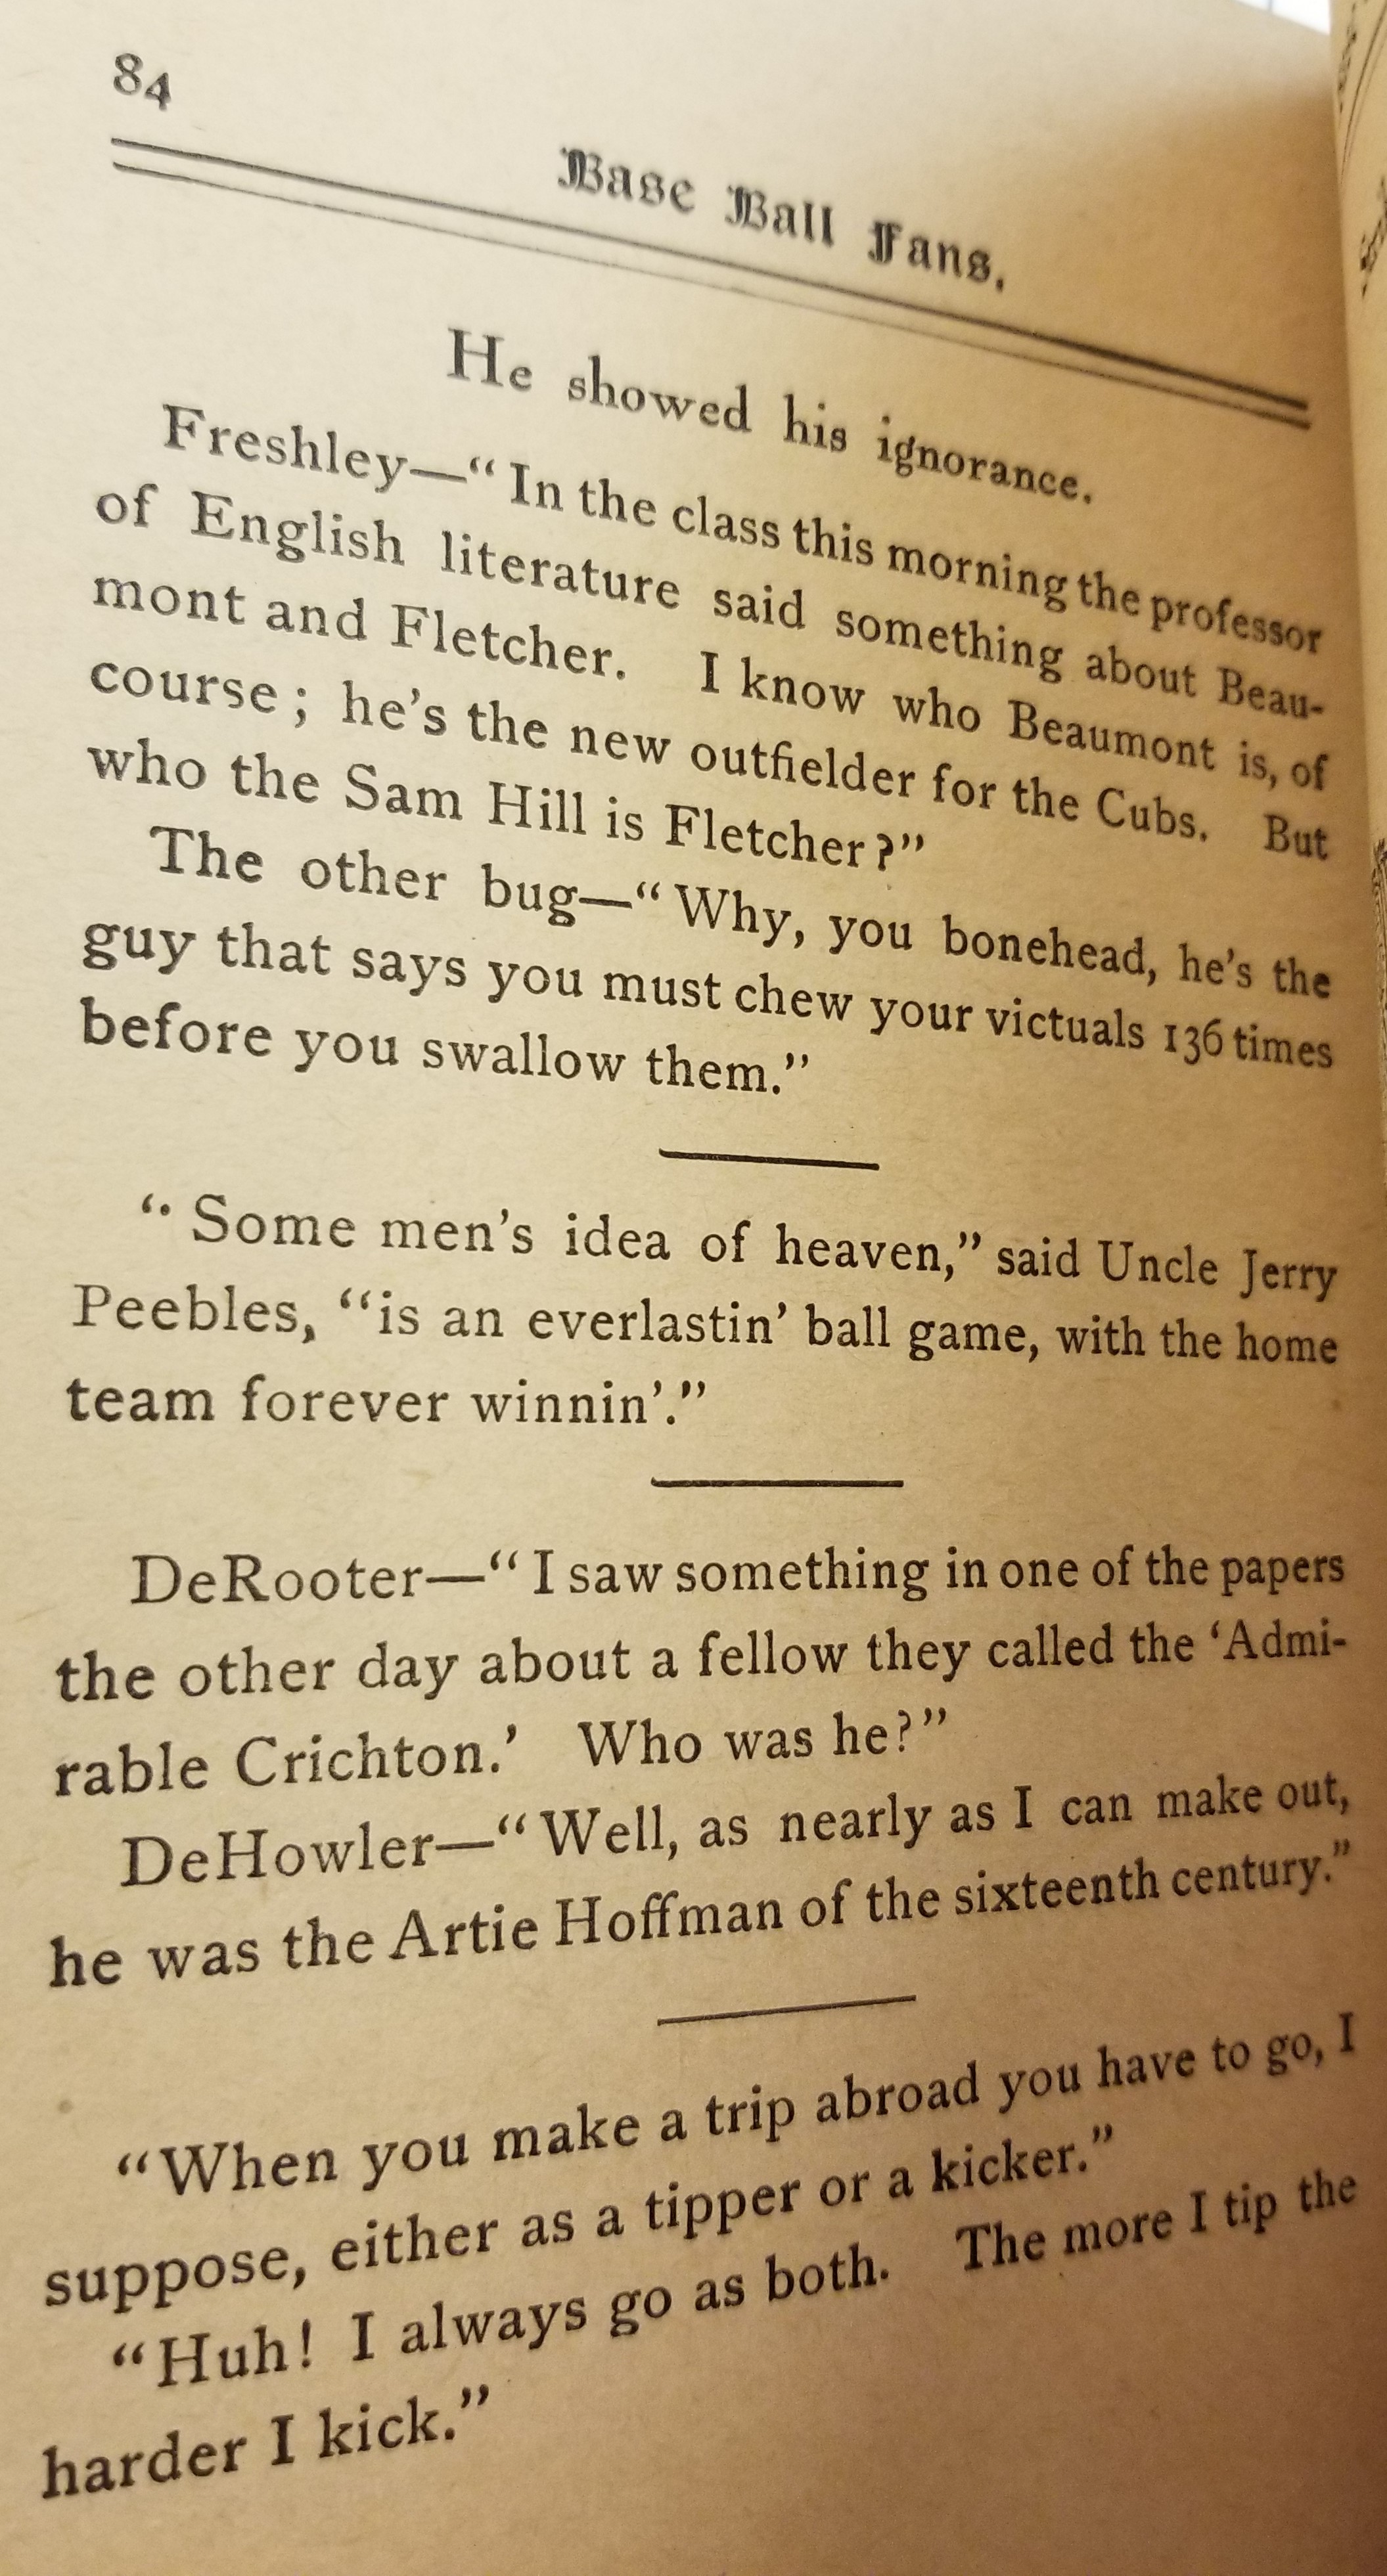 84
Base Ball Fans.
He showed his ignorance.
Freshley—“In the class this morning the professor
of English literature said something about Beau-
mont and Fletcher. I know who Beaumont is, of
course; he’s the new outfielder for the Cubs. But
who the Sam Hill is Fletcher?”
The other bug—“Why, you bonehead, he’s the
guy that says you must chew your victuals 136 times
before you swallow them.”
“Some men’s idea of heaven,” said Uncle Jerry
Peebles, “is an everlastin’ ball game, with the home
team forever winnin’.”
DeRooter—“I saw something in one of the papers
the other day about a fellow they called the ‘Admi-
rable Crichton.’ Who was he?”
DeHowler—“Well, as nearly as I can make out,
he was the Artie Hoffman of the sixteenth century.”
“When you make a trip abroad you have to go, I
suppose, either as a tipper or a kicker.”
“Huh! I always go as both. The more I tip the
harder I kick.”